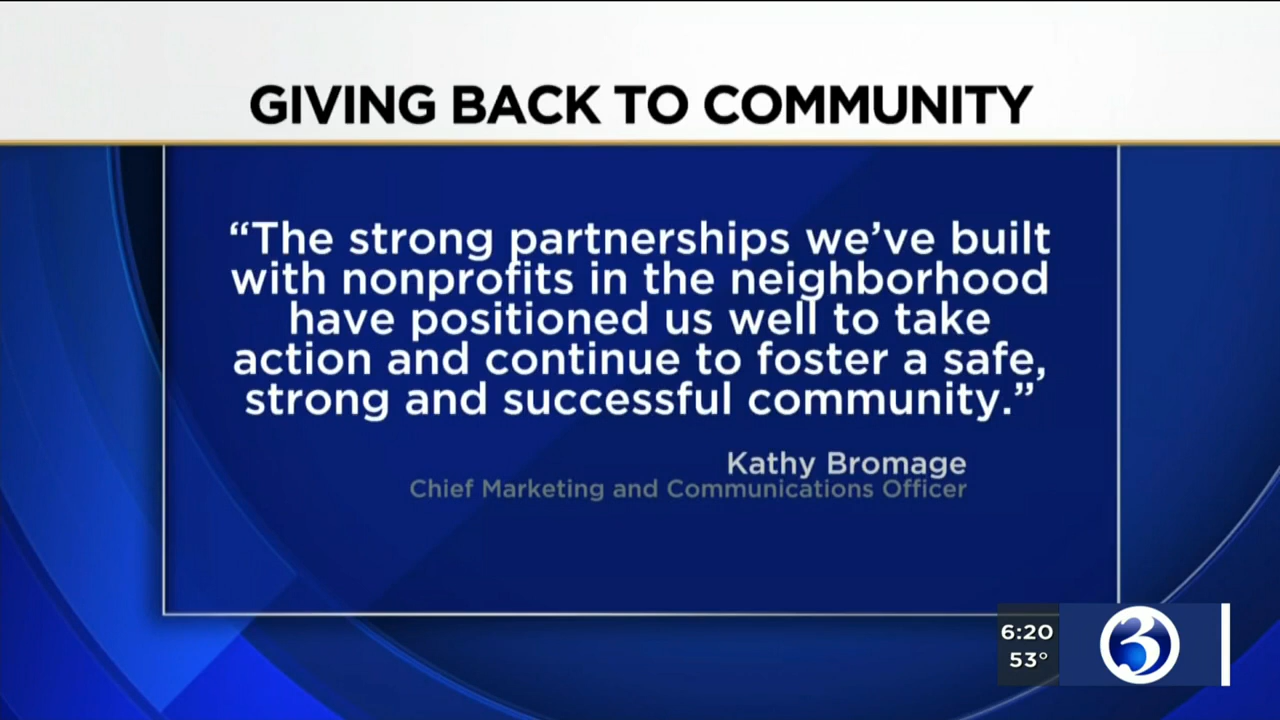 GIVING BACK TO COMMUNITY
“The strong partnerships we’ve built
with nonprofits in the neighborhood
have positioned us well to take
action and continue to foster a safe,
strong and successful community.”
Kathy Bromage
Chief Marketing and Communications Officer
6:20
53°
3